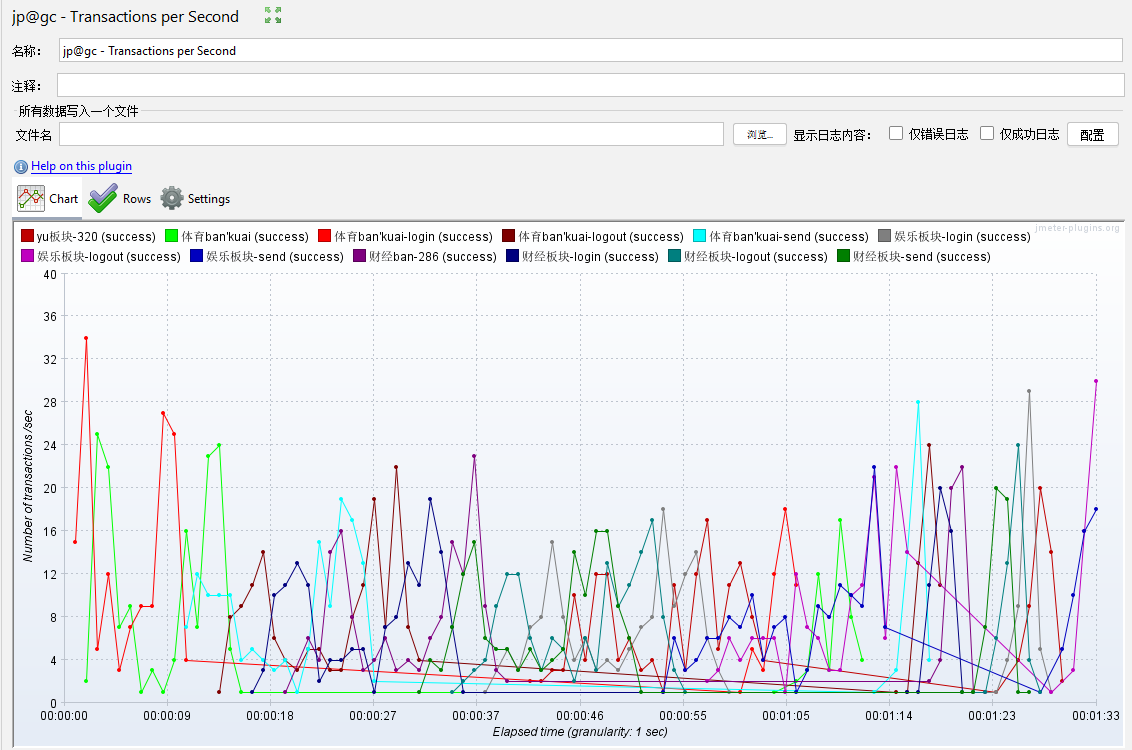 jp@gc - Transactions per Second
名称： jp@gc - Transactions per Second
注释：
所有数据写入一个文件
文件名 浏览... 显示日志内容： 仅错误日志 仅成功日志 配置
Help on this plugin
Chart Rows Settings
yu板块-320 (success) 体育ban'kuai (success) 体育ban'kuai-login (success) 体育ban'kuai-logout (success) 体育ban'kuai-send (success) 娱乐板块-login (success)
jmeter-plugins.org
娱乐板块-logout (success) 娱乐板块-send (success) 财经ban-286 (success) 财经板块-login (success) 财经板块-logout (success) 财经板块-send (success)
40
36
32
28
24
20
16
12
8
4
0
Number of transactions /sec
00:00:00 00:00:09 00:00:18 00:00:27 00:00:37 00:00:46 00:00:55 00:01:05 00:01:14 00:01:23 00:01:33
Elapsed time (granularity: 1 sec)